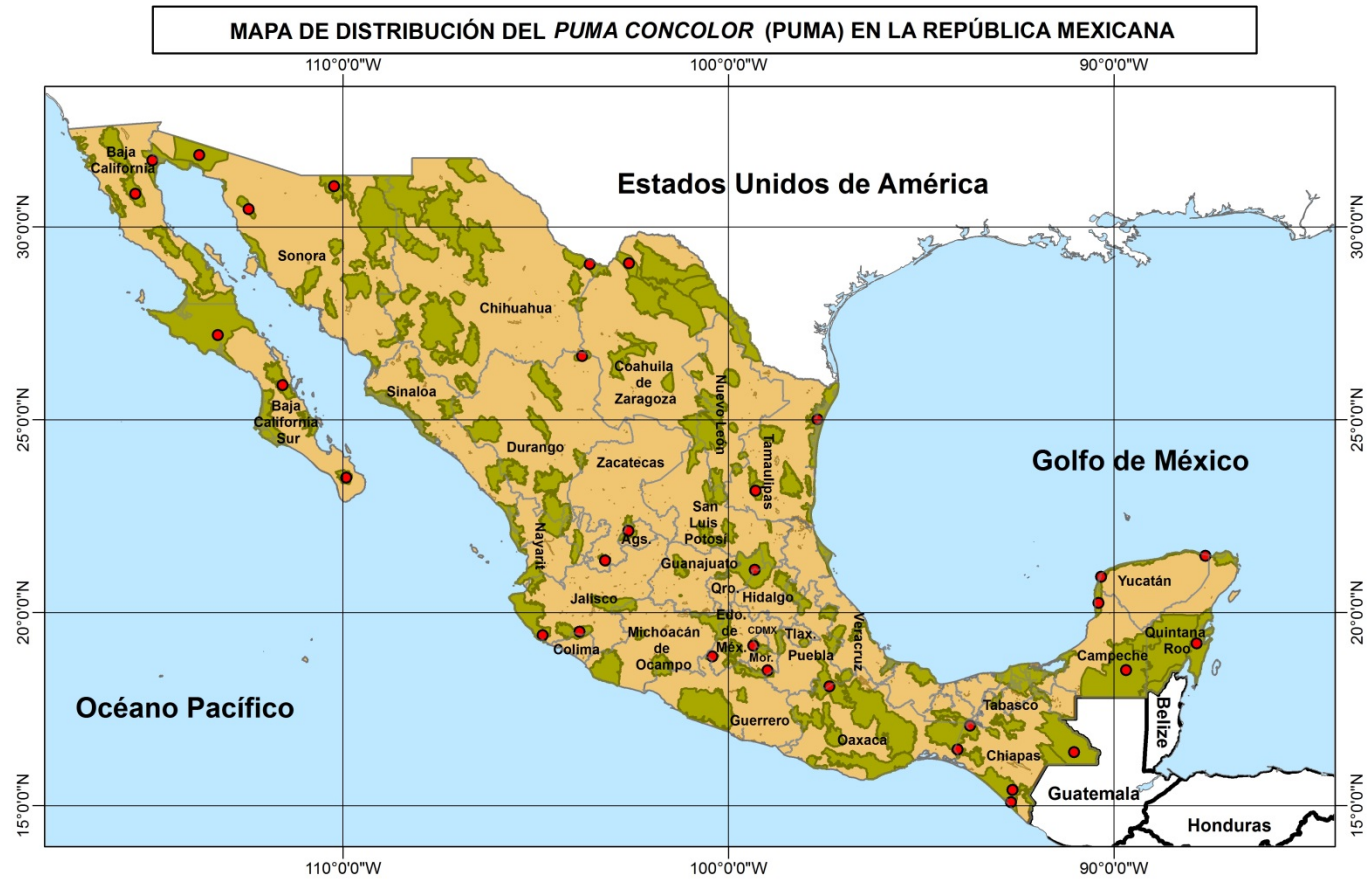 MAPA DE DISTRIBUCIÓN DEL PUMA CONCOLOR (PUMA) EN LA REPÚBLICA MEXICANA
110°0'0"W
100°0'0"W
90°0'0"W
30°0'0"N
25°0'0"N
20°0'0"N
15°0'0"N
30°0'0"N
25°0'0"N
20°0'0"N
15°0'0"N
Estados Unidos de América
Golfo de México
Océano Pacífico
Baja
California
Sonora
Chihuahua
Coahuila
de
Zaragoza
Nuevo León
Tamaulipas
Sinaloa
Baja
California
Sur
Durango
Zacatecas
San
Luis
Potosí
Nayarit
Ags.
Guanajuato
Qro.
Hidalgo
Jalisco
Colima
Michoacán
de
Ocampo
Edo.
de
Méx.
CDMX
Mor.
Tlax.
Puebla
Veracruz
Guerrero
Oaxaca
Tabasco
Chiapas
Campeche
Yucatán
Quintana
Roo
Belize
Guatemala
Honduras
110°0'0"W
100°0'0"W
90°0'0"W